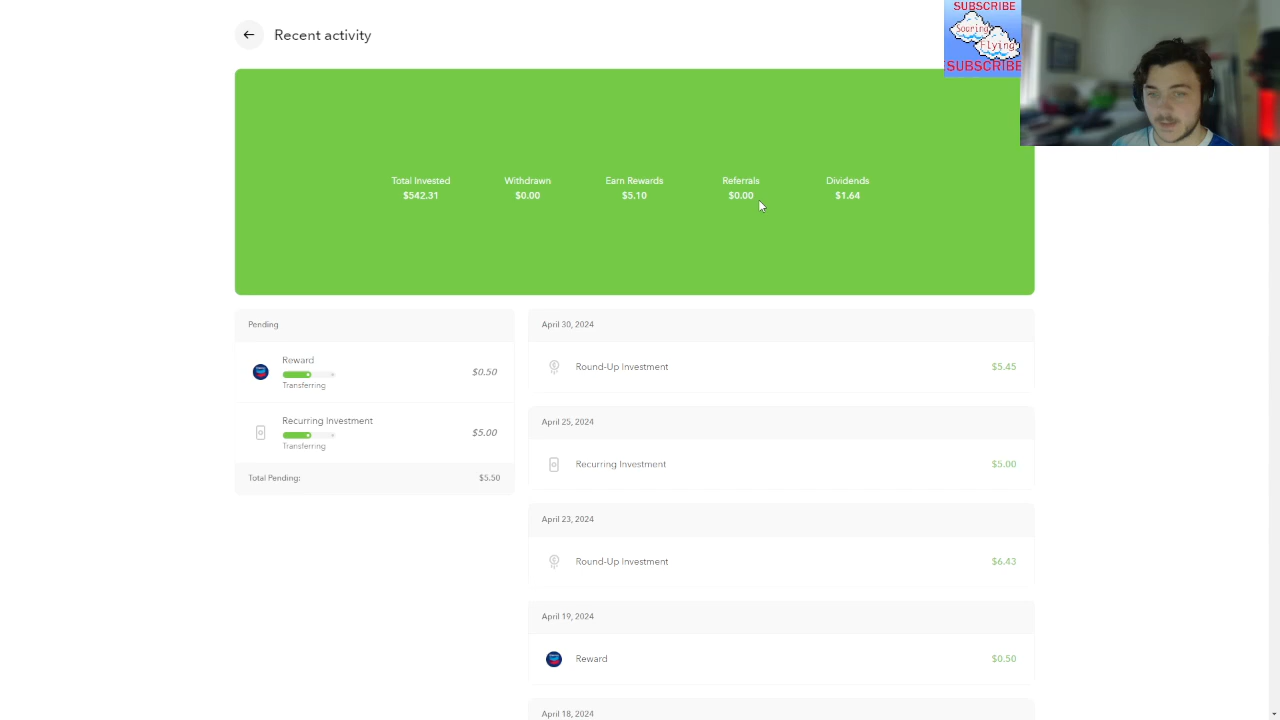 Recent activity
SUBSCRIBE
Soaring
Flying
SUBSCRIBE
Total Invested
$542.31
Withdrawn
$0.00
Earn Rewards
$5.10
Referrals
$0.00
Dividends
$1.64
Pending
Reward
Transferring
$0.50
Recurring Investment
Transferring
$5.00
Total Pending:
$5.50
April 30, 2024
Round-Up Investment
$5.45
April 25, 2024
Recurring Investment
$5.00
April 23, 2024
Round-Up Investment
$6.43
April 19, 2024
Reward
$0.50
April 18, 2024